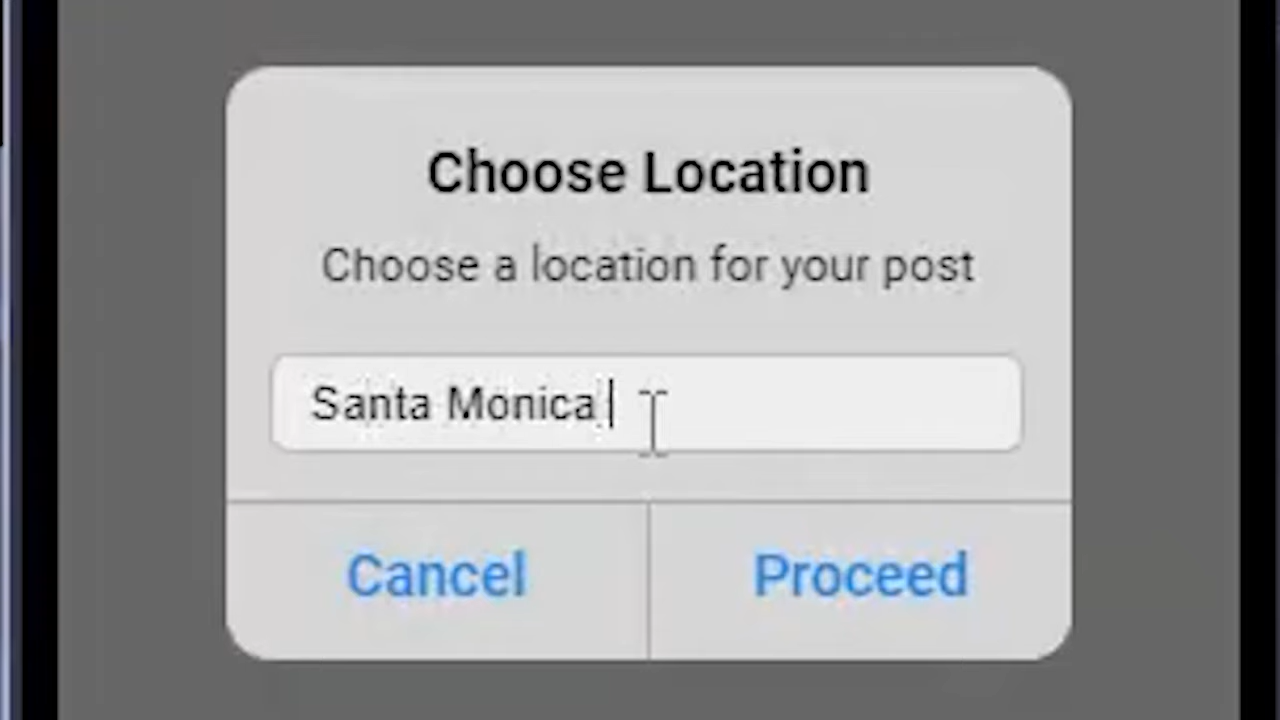 Choose Location
Choose a location for your post
Santa Monica
Cancel
Proceed